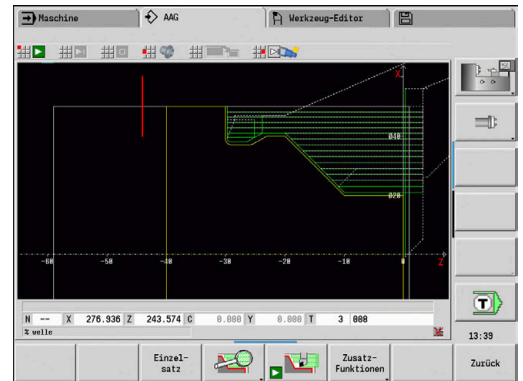 Maschine AAG Werkzeug-Editor
X
ø40
ø20
-60 -50 -40 -30 -20 -10 0 Z
N -- X 276.936 Z 243.574 C 0.000 Y 0.000 T 3 008
% welle
T
13:39
Einzel-
satz
Zusatz-
Funktionen
Zurück